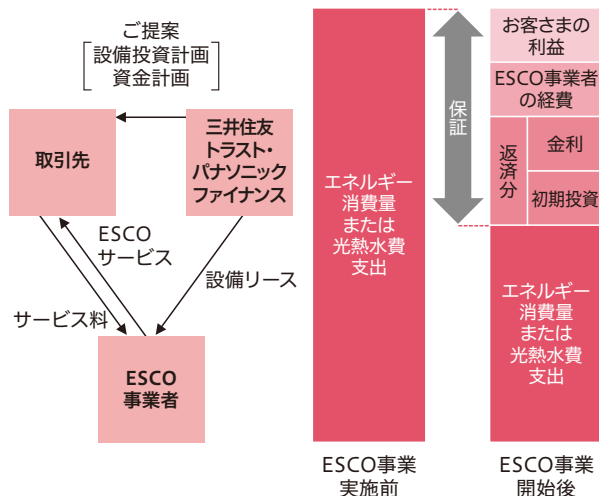 ご提案
設備投資計画
資金計画
取引先
三井住友
トラスト・
パナソニック
ファイナンス
ESCO
サービス
設備リース
サービス料
ESCO
事業者
エネルギー
消費量
または
光熱水費
支出
ESCO事業
実施前
保証
お客さまの
利益
ESCO事業者
の経費
返済分
金利
初期投資
エネルギー
消費量
または
光熱水費
支出
ESCO事業
開始後